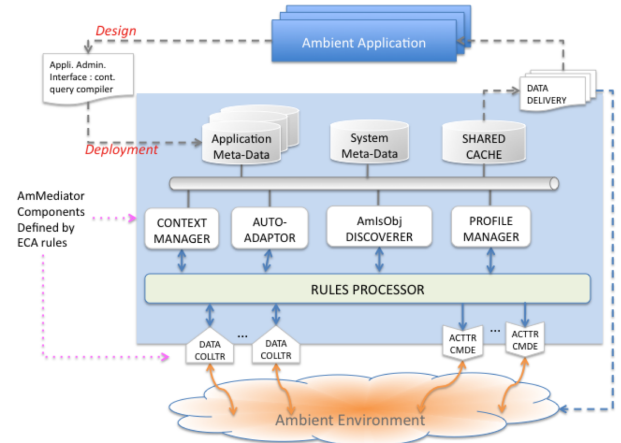 Design
Ambient Application
Appli. Admin.
Interface : cont.
query compiler
DATA
DELIVERY
Deployment
Application
Meta-Data
System
Meta-Data
SHARED
CACHE
AmMediator
Components
Defined by
ECA rules
CONTEXT
MANAGER
AUTO-
ADAPTOR
AmIsObj
DISCOVERER
PROFILE
MANAGER
RULES PROCESSOR
DATA
COLLTR
...
DATA
COLLTR
ACTTR
CMDE
...
ACTTR
CMDE
Ambient Environment